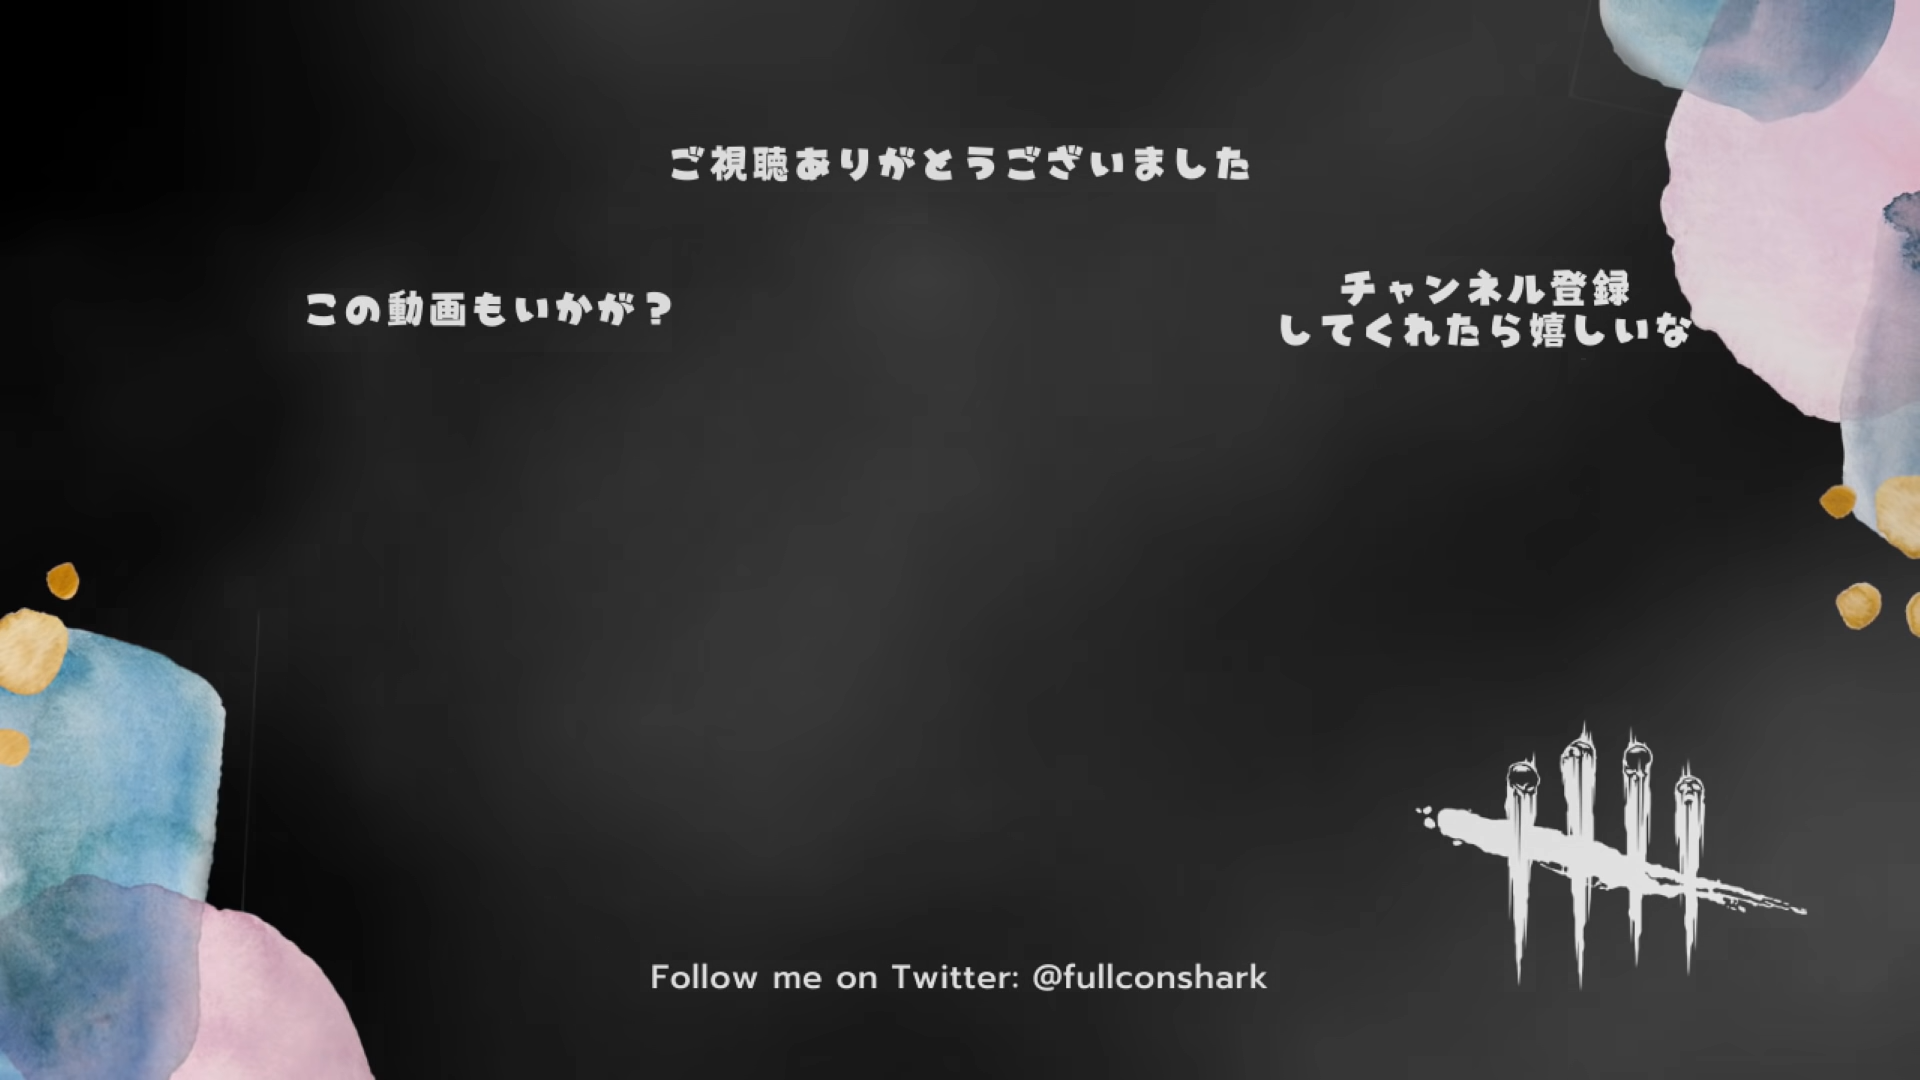 ご視聴ありがとうございました
この動画もいかが？
チャンネル登録
してくれたら嬉しいな
Follow me on Twitter: @fullconshark